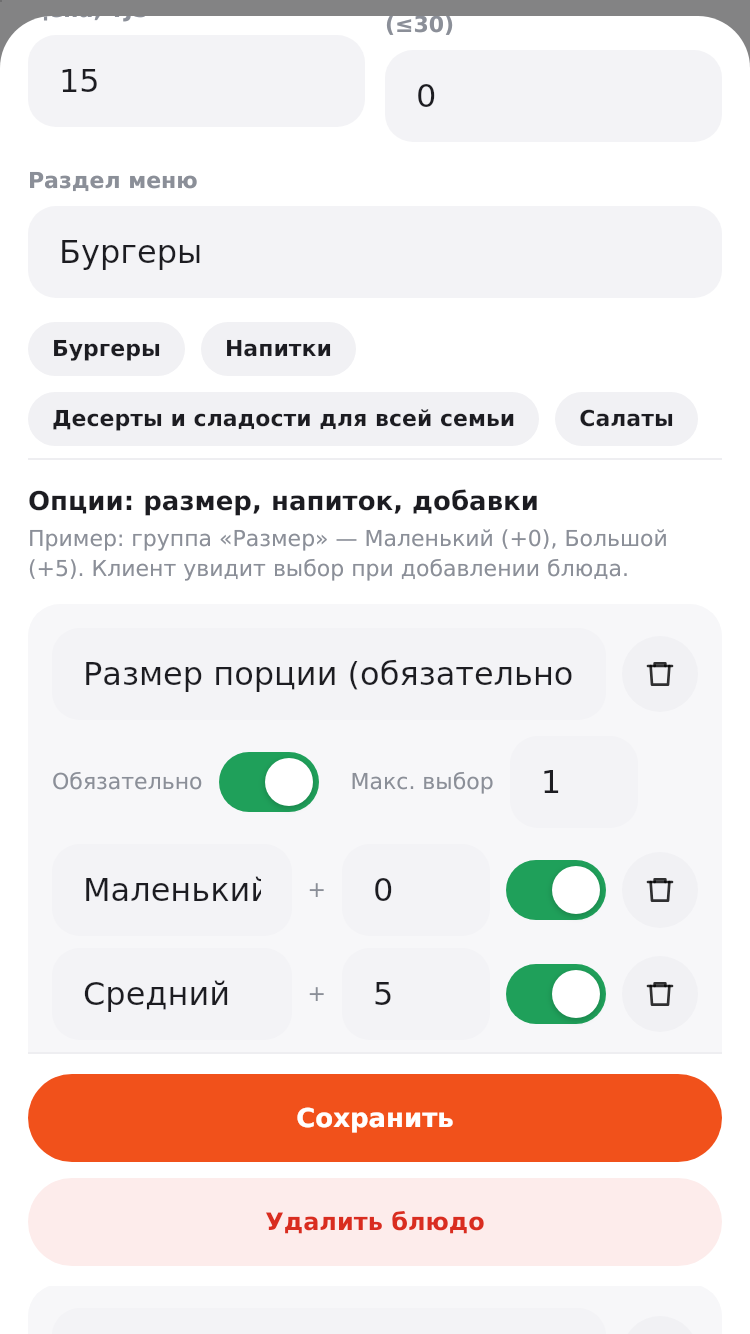 (≤30)
15
0
Раздел меню
Бургеры
Бургеры
Напитки
Десерты и сладости для всей семьи
Салаты
Опции: размер, напиток, добавки
Пример: группа «Размер» — Маленький (+0), Большой
(+5). Клиент увидит выбор при добавлении блюда.
Размер порции (обязательно
Обязательно
Макс. выбор
1
Маленький
+
0
Средний
+
5
Сохранить
Удалить блюдо